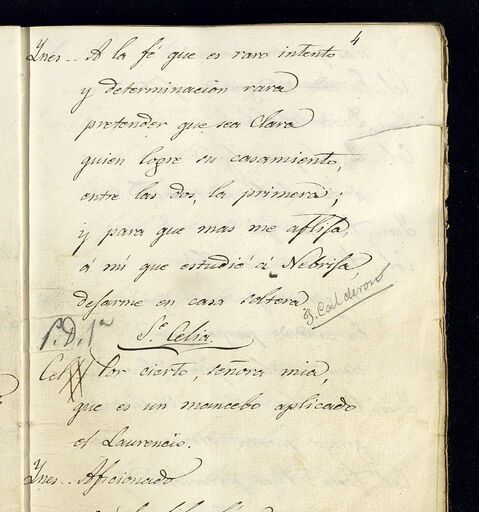 4
Ynes.. A la fé que es raro intento
y determinacion rara
pretender que sea Clara
quien logre su casamiento,
entre las dos, la primera;
y para que mas me aflija,
á mi que estudié á Nebrija,
dejarme en casa soltera
Calderon
P.D.1ª
Sª Celia.
Cel Por cierto, señora mia,
que es un mancebo aplicado
el Laurencio.
Ynes.. Aficionado